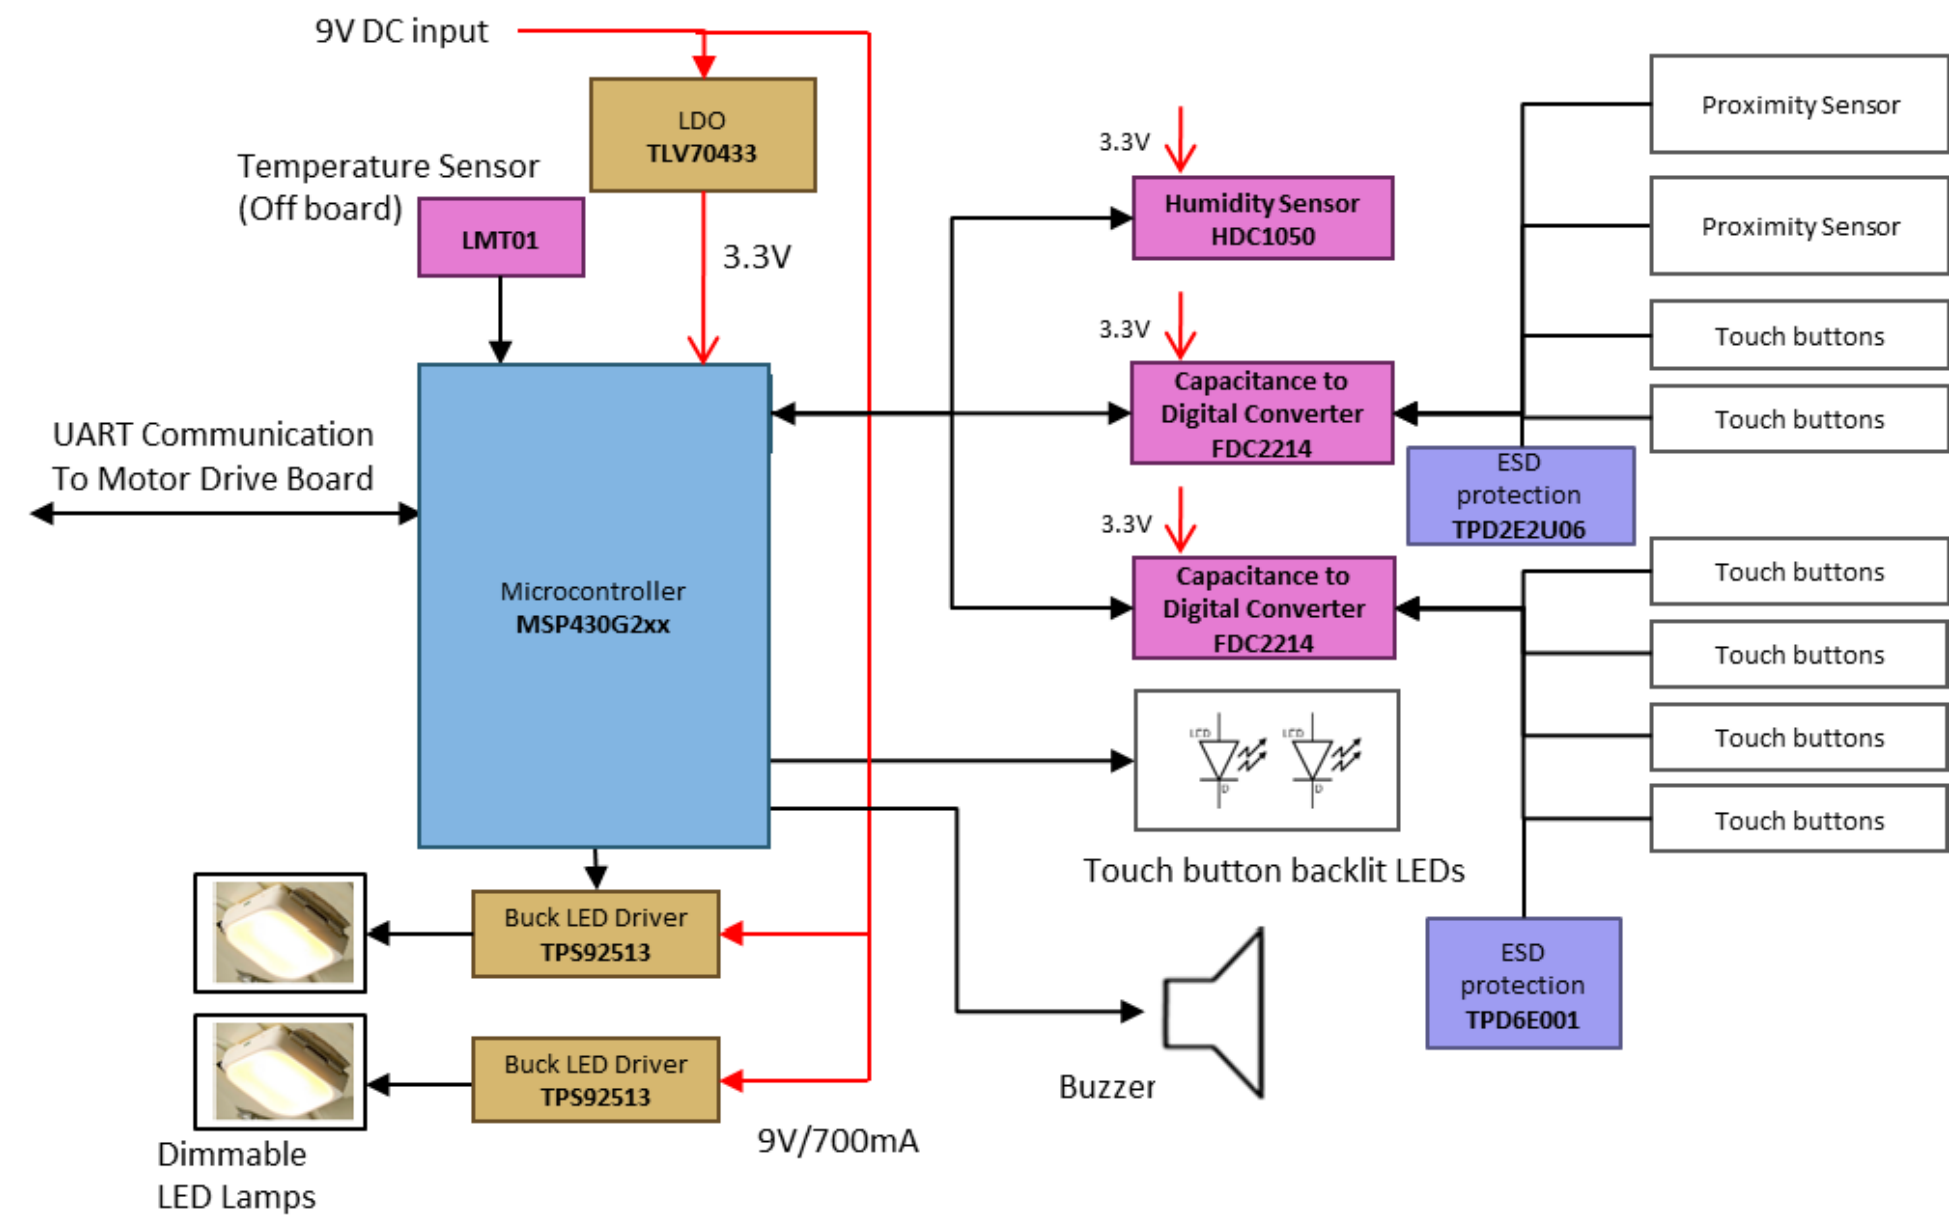 9V DC input
LDO
TLV70433
Temperature Sensor
(Off board)
LMT01
3.3V
UART Communication
To Motor Drive Board
Microcontroller
MSP430G2xx
3.3V
Humidity Sensor
HDC1050
3.3V
Capacitance to
Digital Converter
FDC2214
3.3V
Capacitance to
Digital Converter
FDC2214
Proximity Sensor
Proximity Sensor
Touch buttons
Touch buttons
ESD
protection
TPD2E2U06
Touch buttons
Touch buttons
Touch buttons
Touch buttons
LED
D
LED
D
Touch button backlit LEDs
ESD
protection
TPD6E001
Buzzer
Buck LED Driver
TPS92513
Buck LED Driver
TPS92513
9V/700mA
Dimmable
LED Lamps